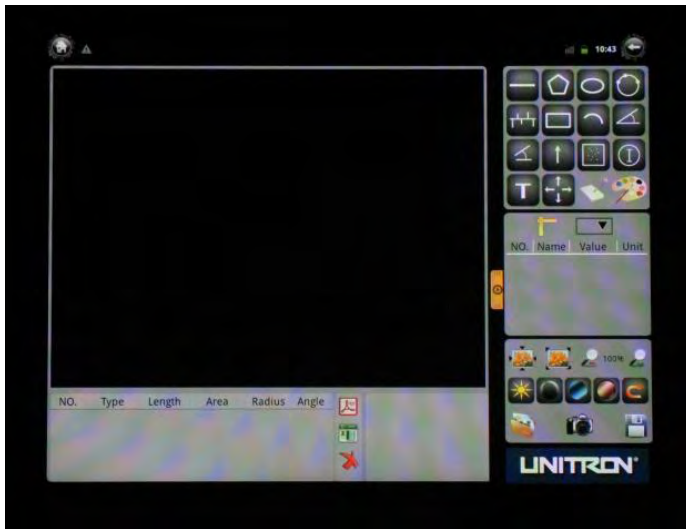 10:43
T
NO. Name Value Unit
100%
NO. Type Length Area Radius Angle
UNITRON®